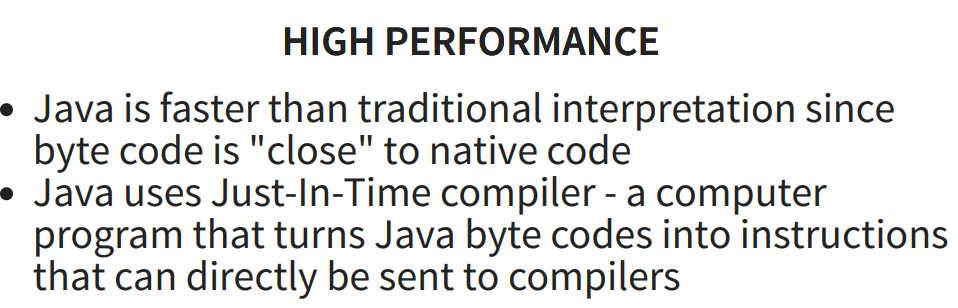 HIGH PERFORMANCE
• Java is faster than traditional interpretation since
byte code is "close" to native code
• Java uses Just-In-Time compiler - a computer
program that turns Java byte codes into instructions
that can directly be sent to compilers